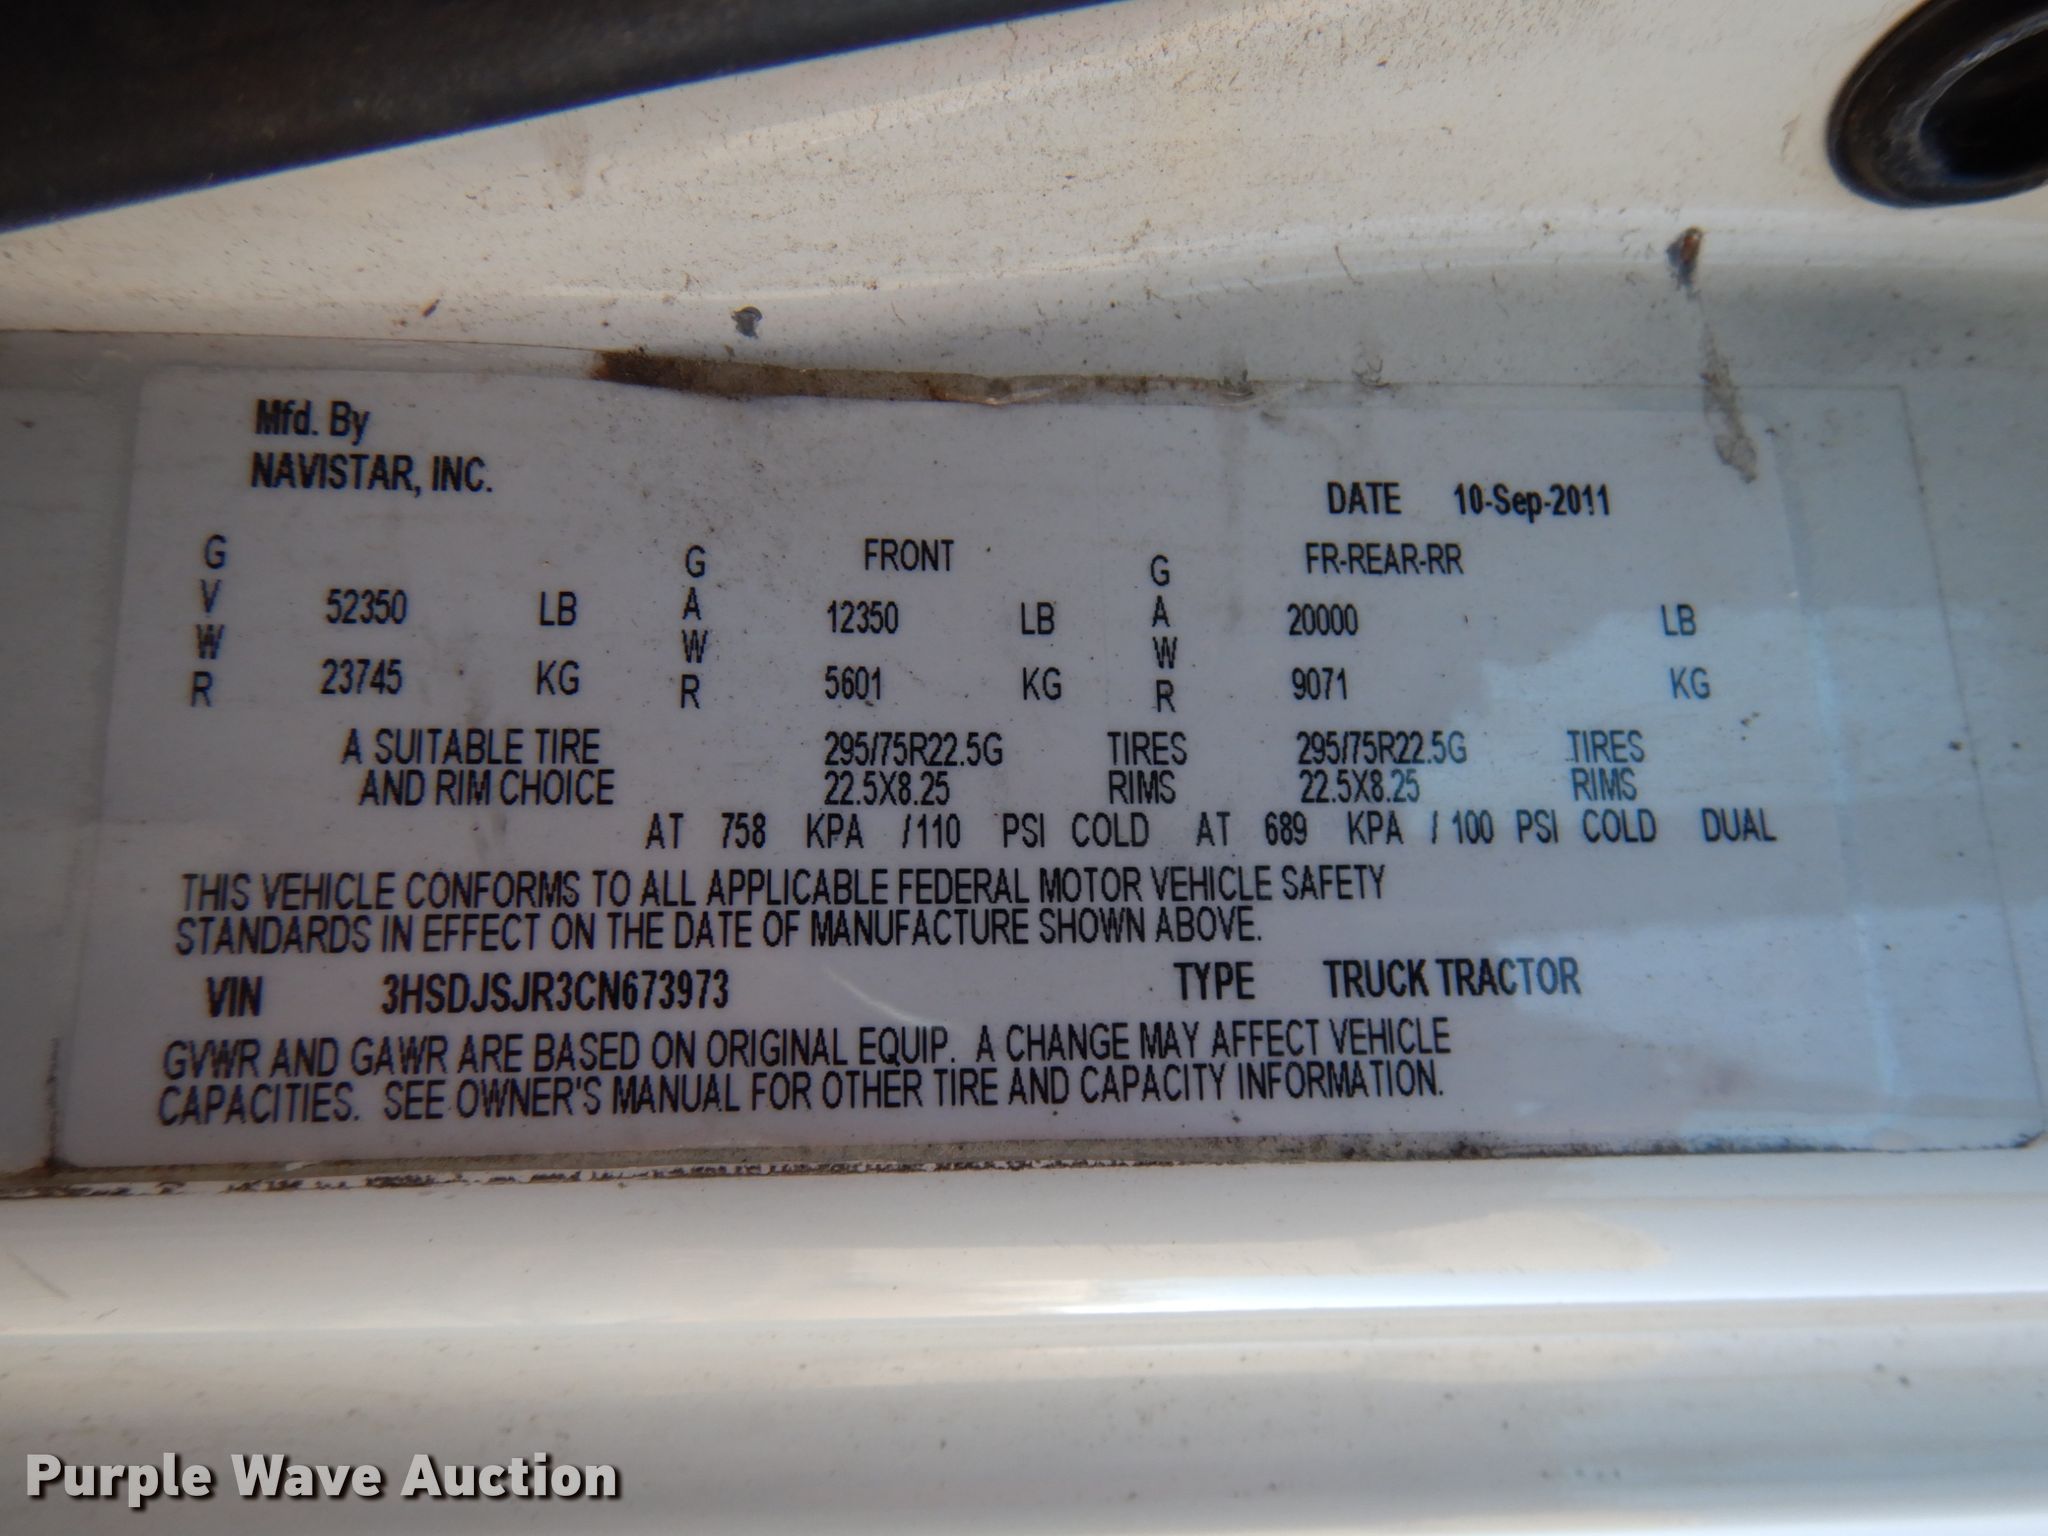 Mfd. By
NAVISTAR, INC.
DATE 10-Sep-2011
GVWR 52350 LB 23745 KG
GAWR FRONT 12350 LB 5601 KG
GAWR FR-REAR-RR 20000 LB 9071 KG
A SUITABLE TIRE 295/75R22.5G TIRES 295/75R22.5G TIRES
AND RIM CHOICE 22.5X8.25 RIMS 22.5X8.25 RIMS
AT 758 KPA / 110 PSI COLD AT 689 KPA / 100 PSI COLD DUAL
THIS VEHICLE CONFORMS TO ALL APPLICABLE FEDERAL MOTOR VEHICLE SAFETY
STANDARDS IN EFFECT ON THE DATE OF MANUFACTURE SHOWN ABOVE.
VIN 3HSDJSJR3CN673973 TYPE TRUCK TRACTOR
GVWR AND GAWR ARE BASED ON ORIGINAL EQUIP. A CHANGE MAY AFFECT VEHICLE
CAPACITIES. SEE OWNER'S MANUAL FOR OTHER TIRE AND CAPACITY INFORMATION.
Purple Wave Auction